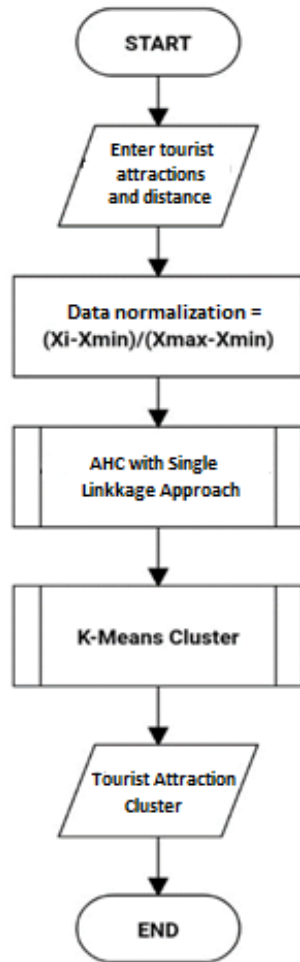 START
Enter tourist
attractions
and distance
Data normalization =
(Xi-Xmin)/(Xmax-Xmin)
AHC with Single
Linkkage Approach
K-Means Cluster
Tourist Attraction
Cluster
END